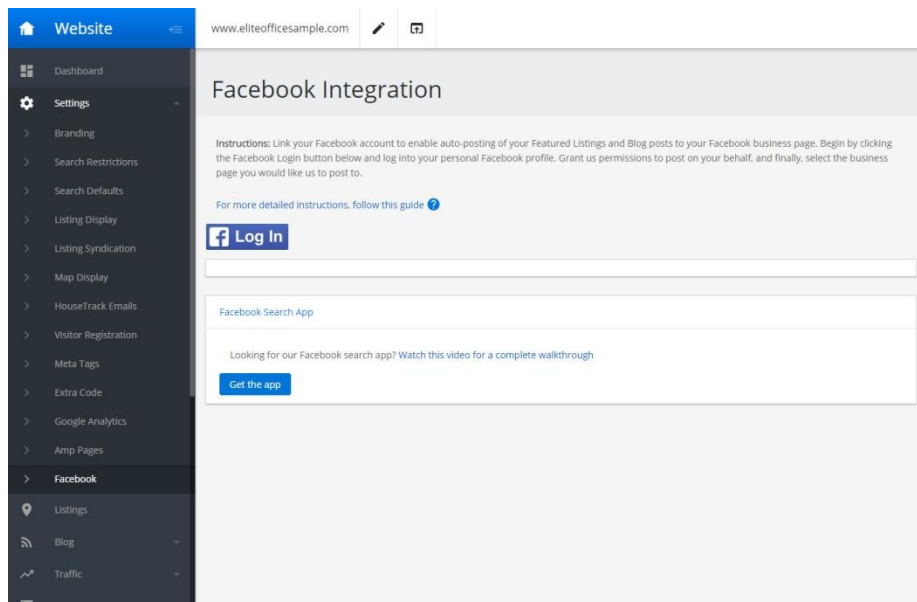 Website
www.eliteofficesample.com
Dashboard
Settings
Branding
Search Restrictions
Search Defaults
Listing Display
Listing Syndication
Map Display
HouseTrack Emails
Visitor Registration
Meta Tags
Extra Code
Google Analytics
Amp Pages
Facebook
Listings
Blog
Traffic
Facebook Integration
Instructions: Link your Facebook account to enable auto-posting of your Featured Listings and Blog posts to your Facebook business page. Begin by clicking
the Facebook Login button below and log into your personal Facebook profile. Grant us permissions to post on your behalf, and finally, select the business
page you would like us to post to.
For more detailed instructions, follow this guide ?
f Log In
Facebook Search App
Looking for our Facebook search app? Watch this video for a complete walkthrough
Get the app